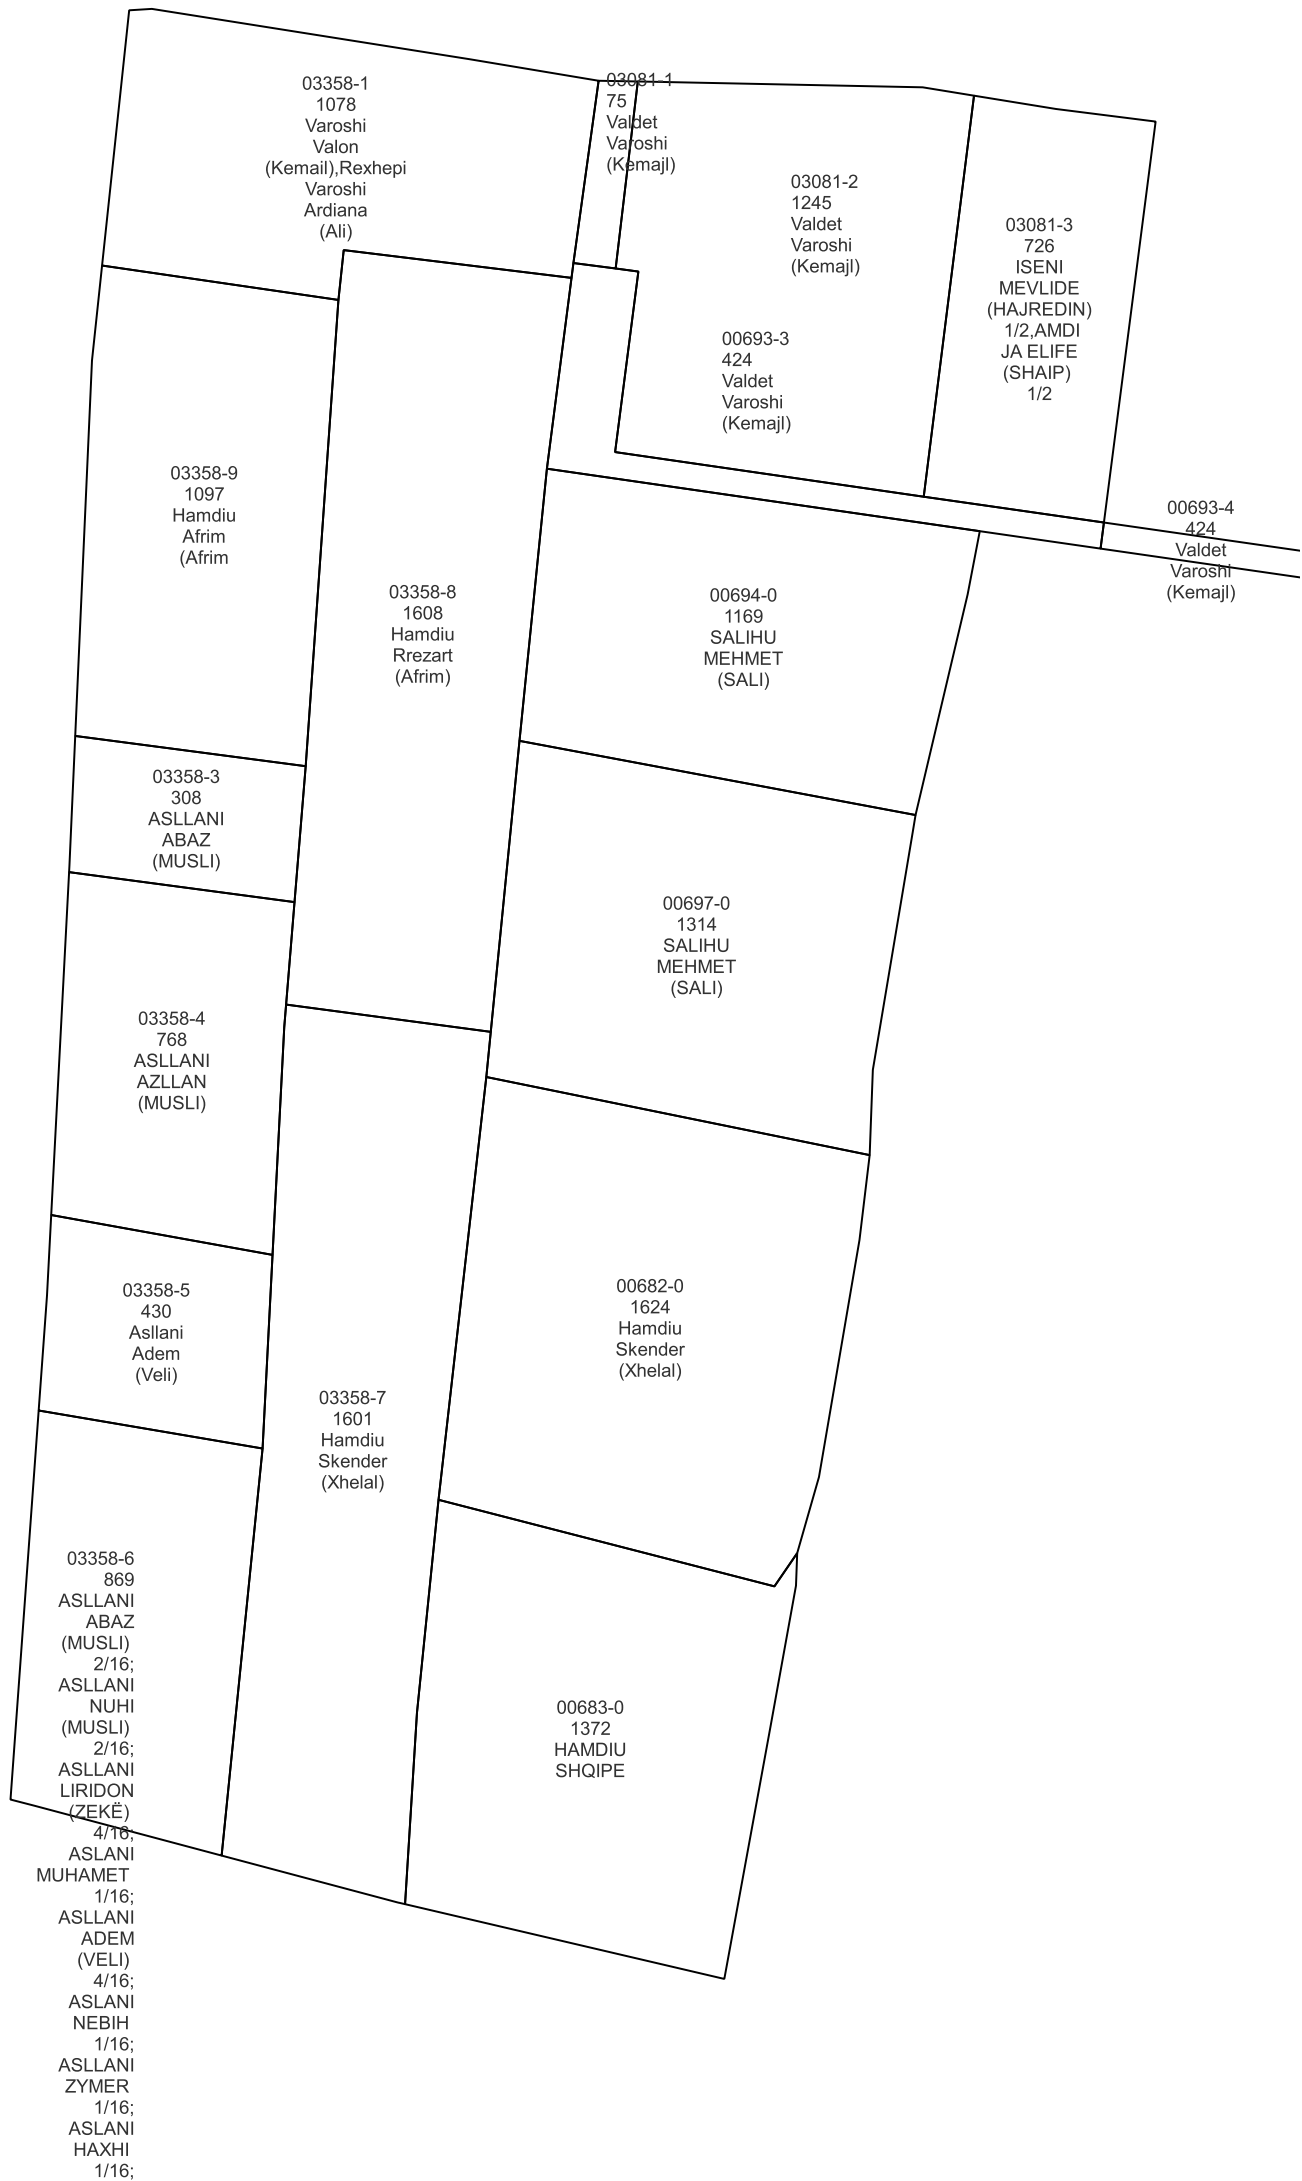 03358-1
1078
Varoshi
Valon
(Kemail),Rexhepi
Varoshi
Ardiana
(Ali)
03081-1
75
Valdet
Varoshi
(Kemajl)
03081-2
1245
Valdet
Varoshi
(Kemajl)
03081-3
726
ISENI
MEVLIDE
(HAJREDIN)
1/2,AMDI
JA ELIFE
(SHAIP)
1/2
00693-3
424
Valdet
Varoshi
(Kemajl)
03358-9
1097
Hamdiu
Afrim
(Afrim
00693-4
424
Valdet
Varoshi
(Kemajl)
03358-8
1608
Hamdiu
Rrezart
(Afrim)
00694-0
1169
SALIHU
MEHMET
(SALI)
03358-3
308
ASLLANI
ABAZ
(MUSLI)
00697-0
1314
SALIHU
MEHMET
(SALI)
03358-4
768
ASLLANI
AZLLAN
(MUSLI)
03358-5
430
Asllani
Adem
(Veli)
00682-0
1624
Hamdiu
Skender
(Xhelal)
03358-7
1601
Hamdiu
Skender
(Xhelal)
03358-6
869
ASLLANI
ABAZ
(MUSLI)
2/16;
ASLLANI
NUHI
(MUSLI)
2/16;
ASLLANI
LIRIDON
(ZEKË)
4/16;
ASLANI
MUHAMET
1/16;
ASLLANI
ADEM
(VELI)
4/16;
ASLANI
NEBIH
1/16;
ASLLANI
ZYMER
1/16;
ASLANI
HAXHI
1/16;
00683-0
1372
HAMDIU
SHQIPE